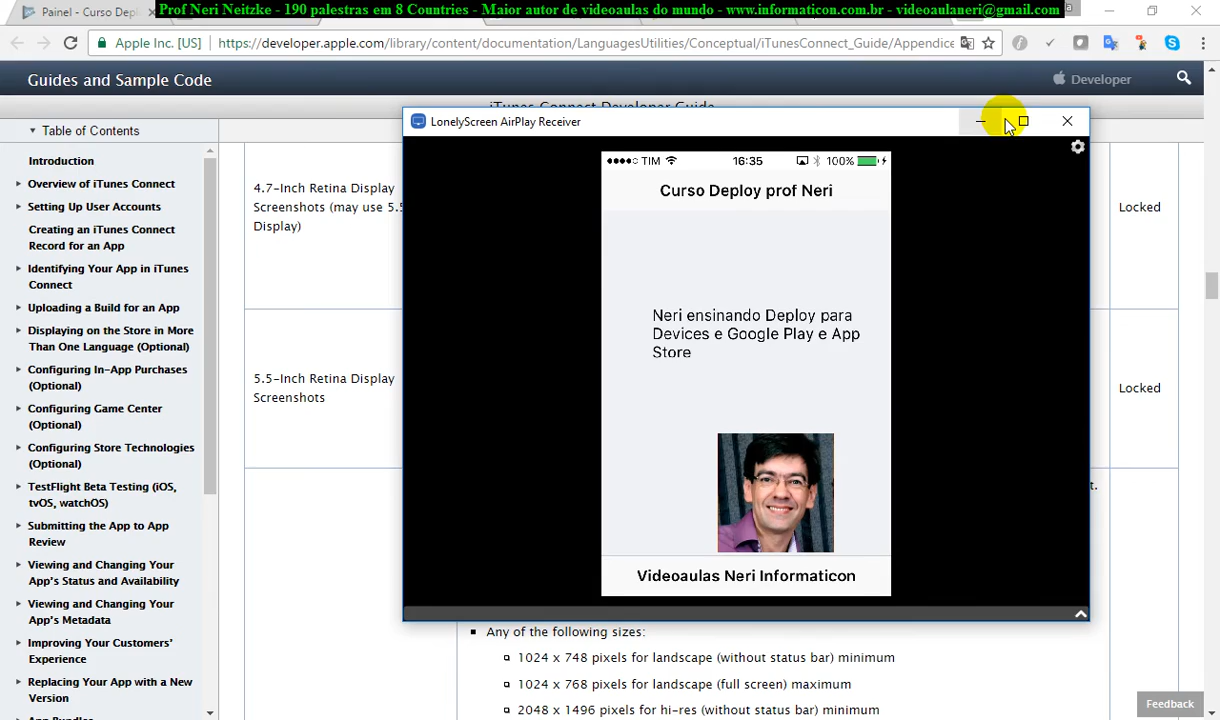 Prof Neri Neitzke - 190 palestras em 8 Countries - Maior autor de videoaulas do mundo - www.informaticon.com.br - videoaulaneri@gmail.com
Painel - Curso Depl
Apple Inc. [US]
https://developer.apple.com/library/content/documentation/LanguagesUtilities/Conceptual/iTunesConnect_Guide/Appendice
Guides and Sample Code
Developer
Table of Contents
Introduction
Overview of iTunes Connect
Setting Up User Accounts
Creating an iTunes Connect
Record for an App
Identifying Your App in iTunes
Connect
Uploading a Build for an App
Displaying on the Store in More
Than One Language (Optional)
Configuring In-App Purchases
(Optional)
Configuring Game Center
(Optional)
Configuring Store Technologies
(Optional)
TestFlight Beta Testing (iOS,
tvOS, watchOS)
Submitting the App to App
Review
Viewing and Changing Your
App's Status and Availability
Viewing and Changing Your
App's Metadata
Improving Your Customers'
Experience
Replacing Your App with a New
Version
App Bundles
iTunes Connect Developer Guide
4.7-Inch Retina Display
Screenshots (may use 5.5
Display)
Locked
5.5-Inch Retina Display
Screenshots
Locked
LonelyScreen AirPlay Receiver
TIM
16:35
100%
Curso Deploy prof Neri
Neri ensinando Deploy para
Devices e Google Play e App
Store
Videoaulas Neri Informaticon
t.
Any of the following sizes:
1024 x 748 pixels for landscape (without status bar) minimum
1024 x 768 pixels for landscape (full screen) maximum
2048 x 1496 pixels for hi-res (without status bar) minimum
Feedback